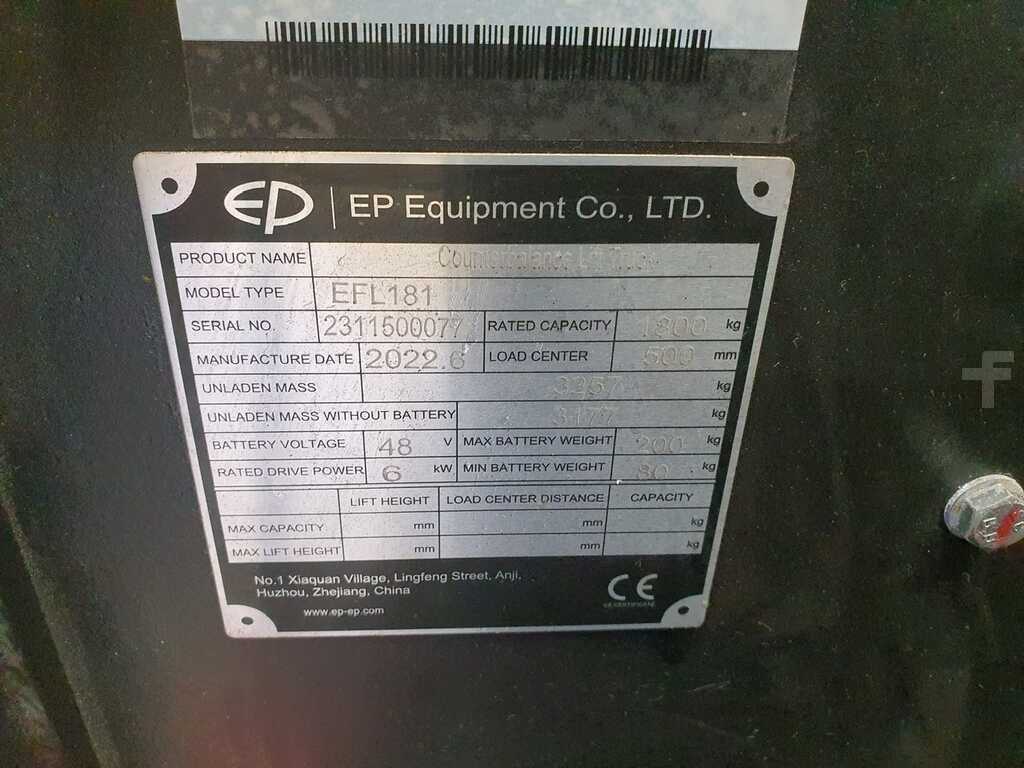 EP | EP Equipment Co., LTD.
PRODUCT NAME Counterbalance Lift Truck
MODEL TYPE EFL181
SERIAL NO. 2311500077 RATED CAPACITY 1800 kg
MANUFACTURE DATE 2022.6 LOAD CENTER 500 mm
UNLADEN MASS kg
UNLADEN MASS WITHOUT BATTERY 3177 kg
BATTERY VOLTAGE 48 V MAX BATTERY WEIGHT 200 kg
RATED DRIVE POWER 6 kW MIN BATTERY WEIGHT 80 kg
LIFT HEIGHT LOAD CENTER DISTANCE CAPACITY
MAX CAPACITY mm mm kg
MAX LIFT HEIGHT mm mm kg
No.1 Xiaquan Village, Lingfeng Street, Anji,
Huzhou, Zhejiang, China
www.ep-ep.com
CE
f